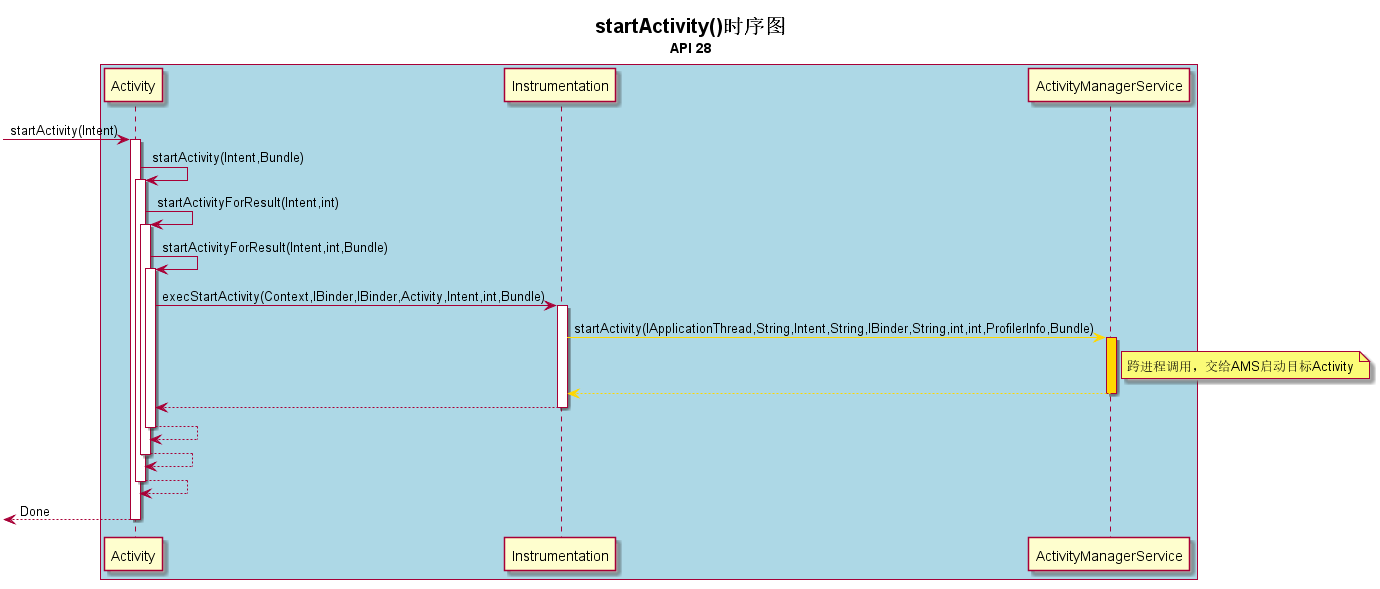 startActivity()时序图
API 28
Activity
Instrumentation
ActivityManagerService
startActivity(Intent)
startActivity(Intent,Bundle)
startActivityForResult(Intent,int)
startActivityForResult(Intent,int,Bundle)
execStartActivity(Context,IBinder,IBinder,Activity,Intent,int,Bundle)
startActivity(IApplicationThread,String,Intent,String,IBinder,String,int,int,ProfilerInfo,Bundle)
跨进程调用，交给AMS启动目标Activity
Done
Activity
Instrumentation
ActivityManagerService